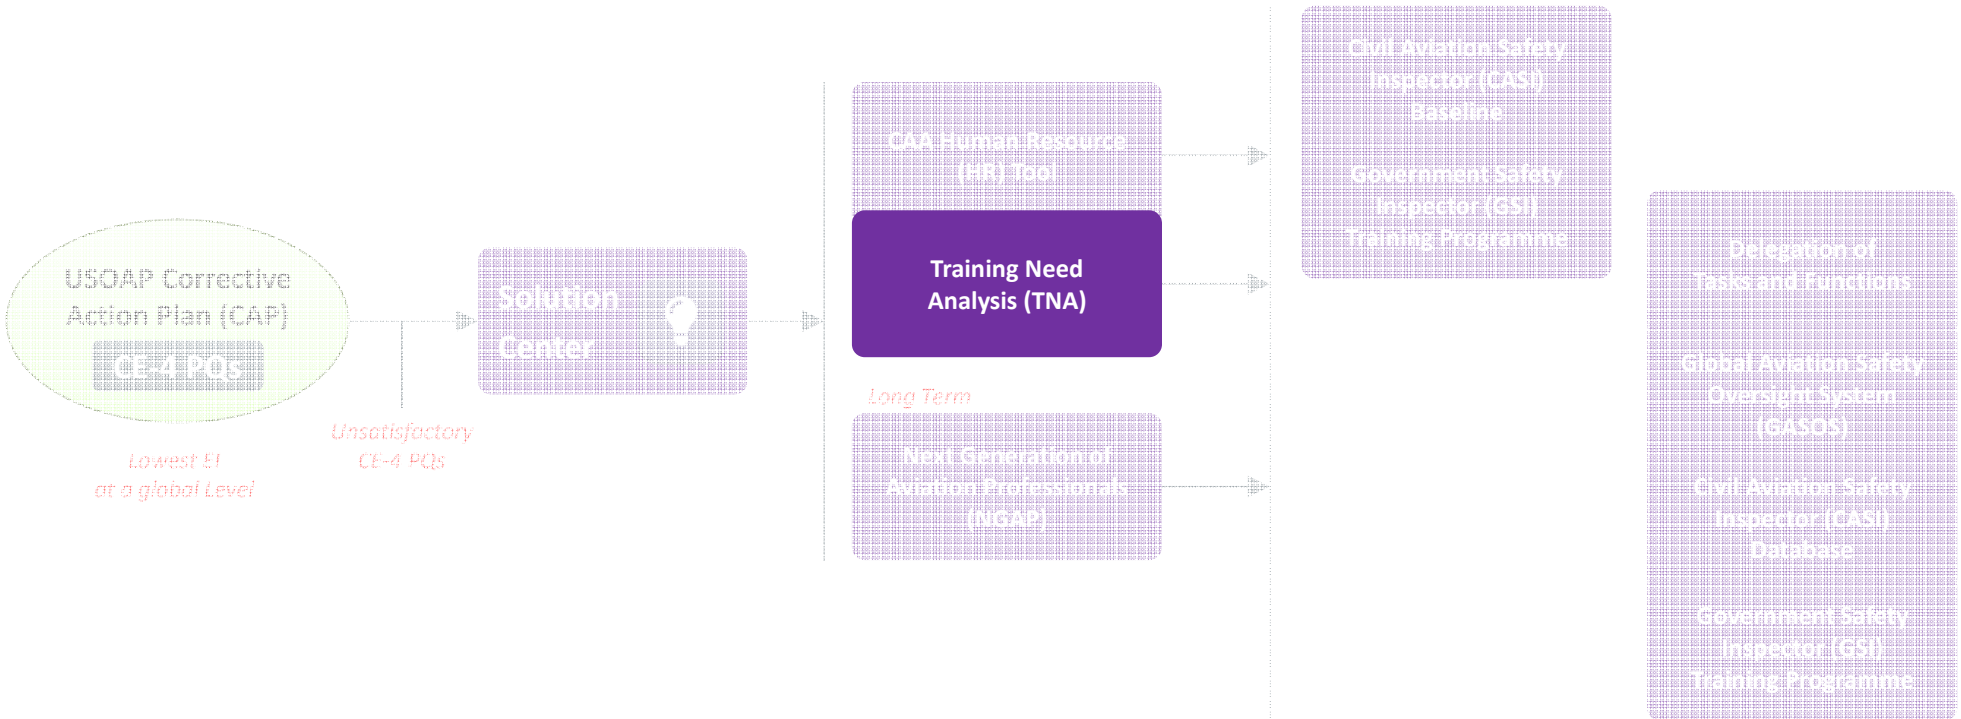 USOAP Corrective
Action Plan (CAP)
CE-4 PQs
Lowest EI
at a global Level
Unsatisfactory
CE-4 PQs
Solution
Center
CAA Human Resource
(HR) Tool
Training Need
Analysis (TNA)
Long Term
Next Generation of
Aviation Professionals
(NGAP)
Civil Aviation Safety
Inspector (CASI)
Baseline
Government Safety
Inspector (GSI)
Training Programme
Delegation of
Tasks and Functions
Global Aviation Safety
Oversight System
(GASOS)
Civil Aviation Safety
Inspector (CASI)
Database
Government Safety
Inspector (GSI)
Training Programme